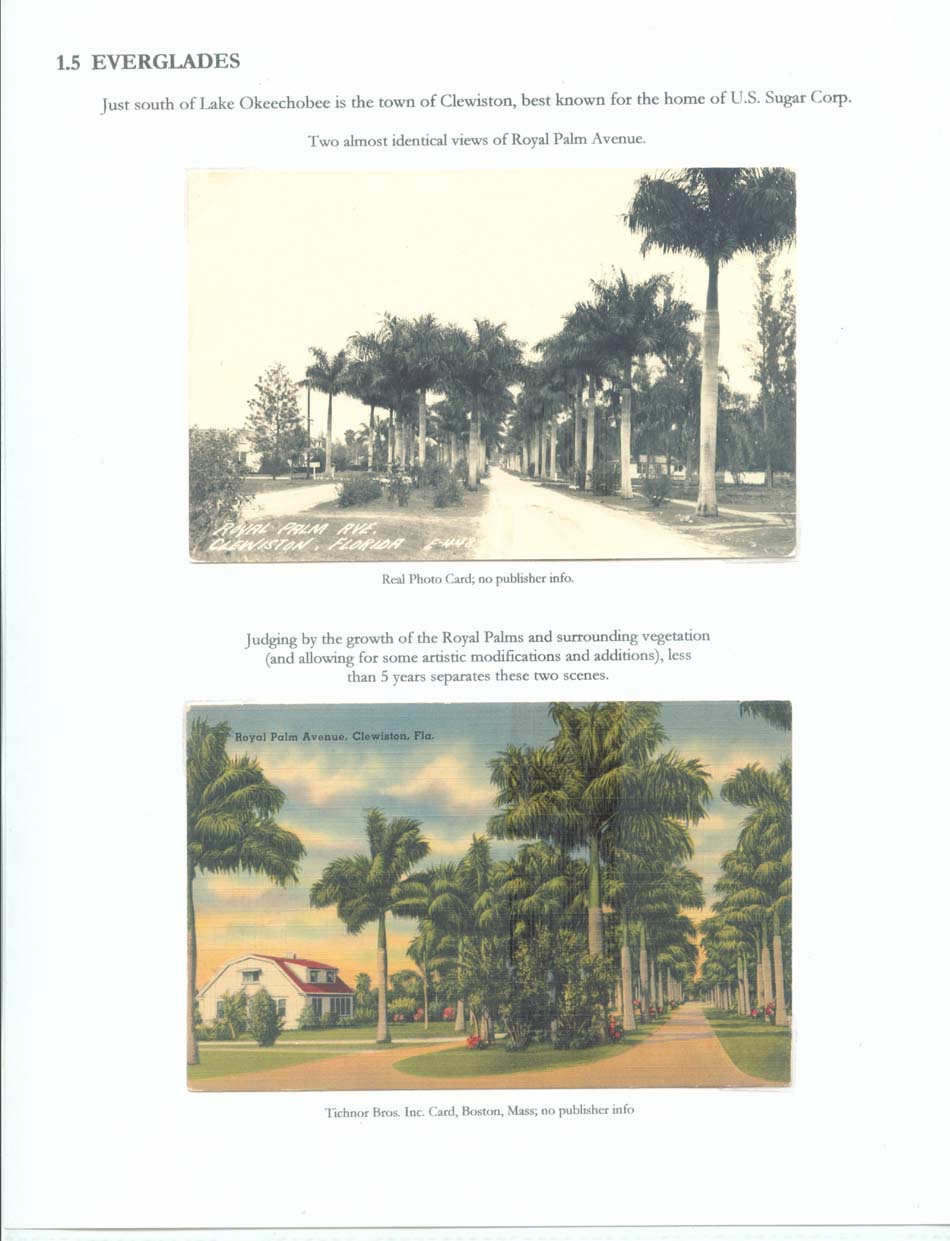 1.5 EVERGLADES
Just south of Lake Okeechobee is the town of Clewiston, best known for the home of U.S. Sugar Corp.
Two almost identical views of Royal Palm Avenue.
ROYAL PALM AVE.
CLEWISTON, FLORIDA E-448
Real Photo Card; no publisher info.
Judging by the growth of the Royal Palms and surrounding vegetation
(and allowing for some artistic modifications and additions), less
than 5 years separates these two scenes.
Royal Palm Avenue, Clewiston, Fla.
Tichnor Bros. Inc. Card, Boston, Mass; no publisher info